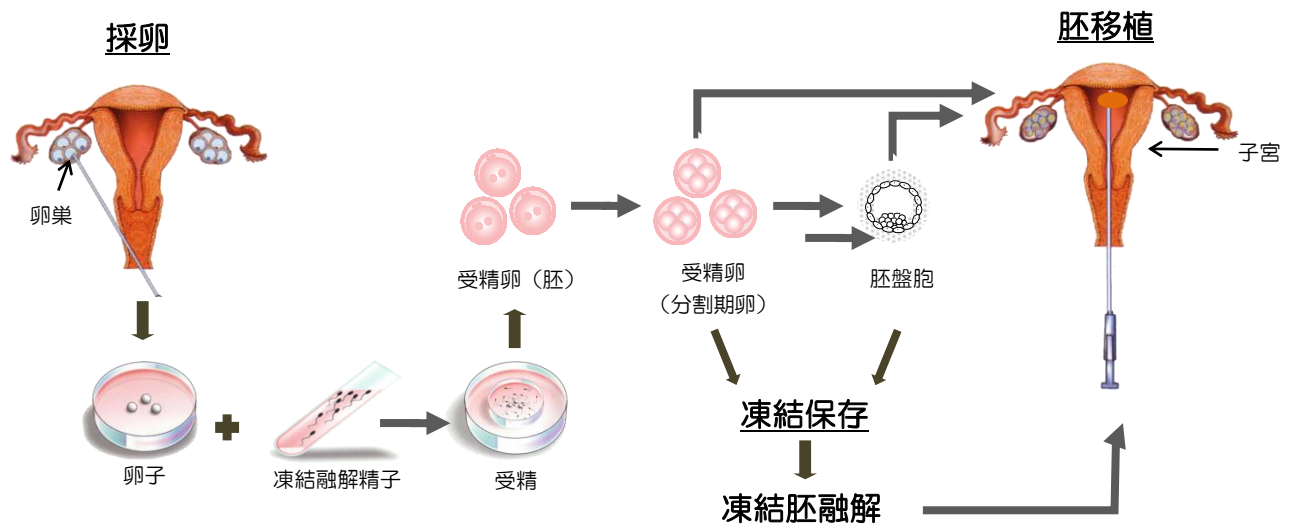 採卵
胚移植
子宮
卵巣
受精卵（胚）
受精卵
（分割期卵）
胚盤胞
凍結保存
卵子
凍結融解精子
受精
凍結胚融解